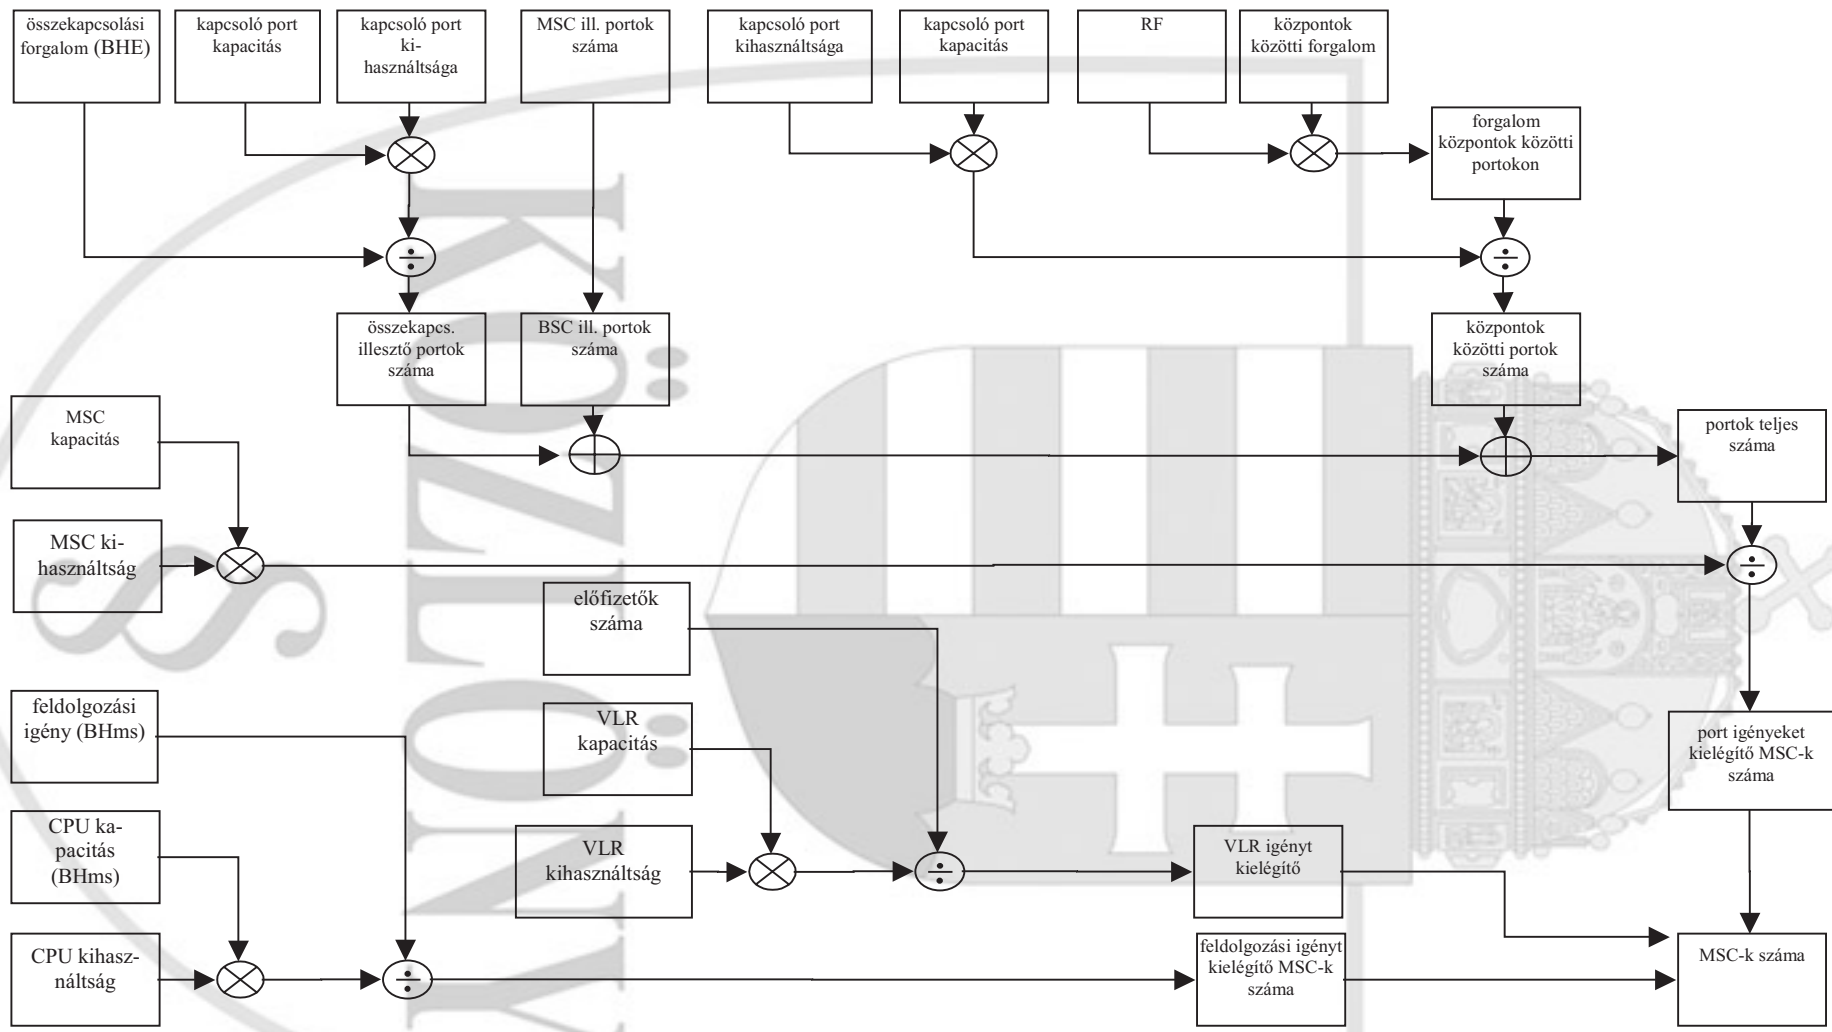 összekapcsolási
forgalom (BHE)
kapcsoló port
kapacitás
kapcsoló port
ki-
használtsága
MSC ill. portok
száma
kapcsoló port
kihasználtsága
kapcsoló port
kapacitás
RF
központok
közötti forgalom
forgalom
központok közötti
portokon
összekapcs.
illesztő portok
száma
BSC ill. portok
száma
központok
közötti portok
száma
MSC
kapacitás
portok teljes
száma
MSC ki-
használtság
előfizetők
száma
feldolgozási
igény (BHms)
VLR
kapacitás
port igényeket
kielégítő MSC-k
száma
CPU ka-
pacitás
(BHms)
VLR
kihasználtság
VLR igényt
kielégítő
CPU kihasz-
náltság
feldolgozási igényt
kielégítő MSC-k
száma
MSC-k száma
KÖZLÖNY